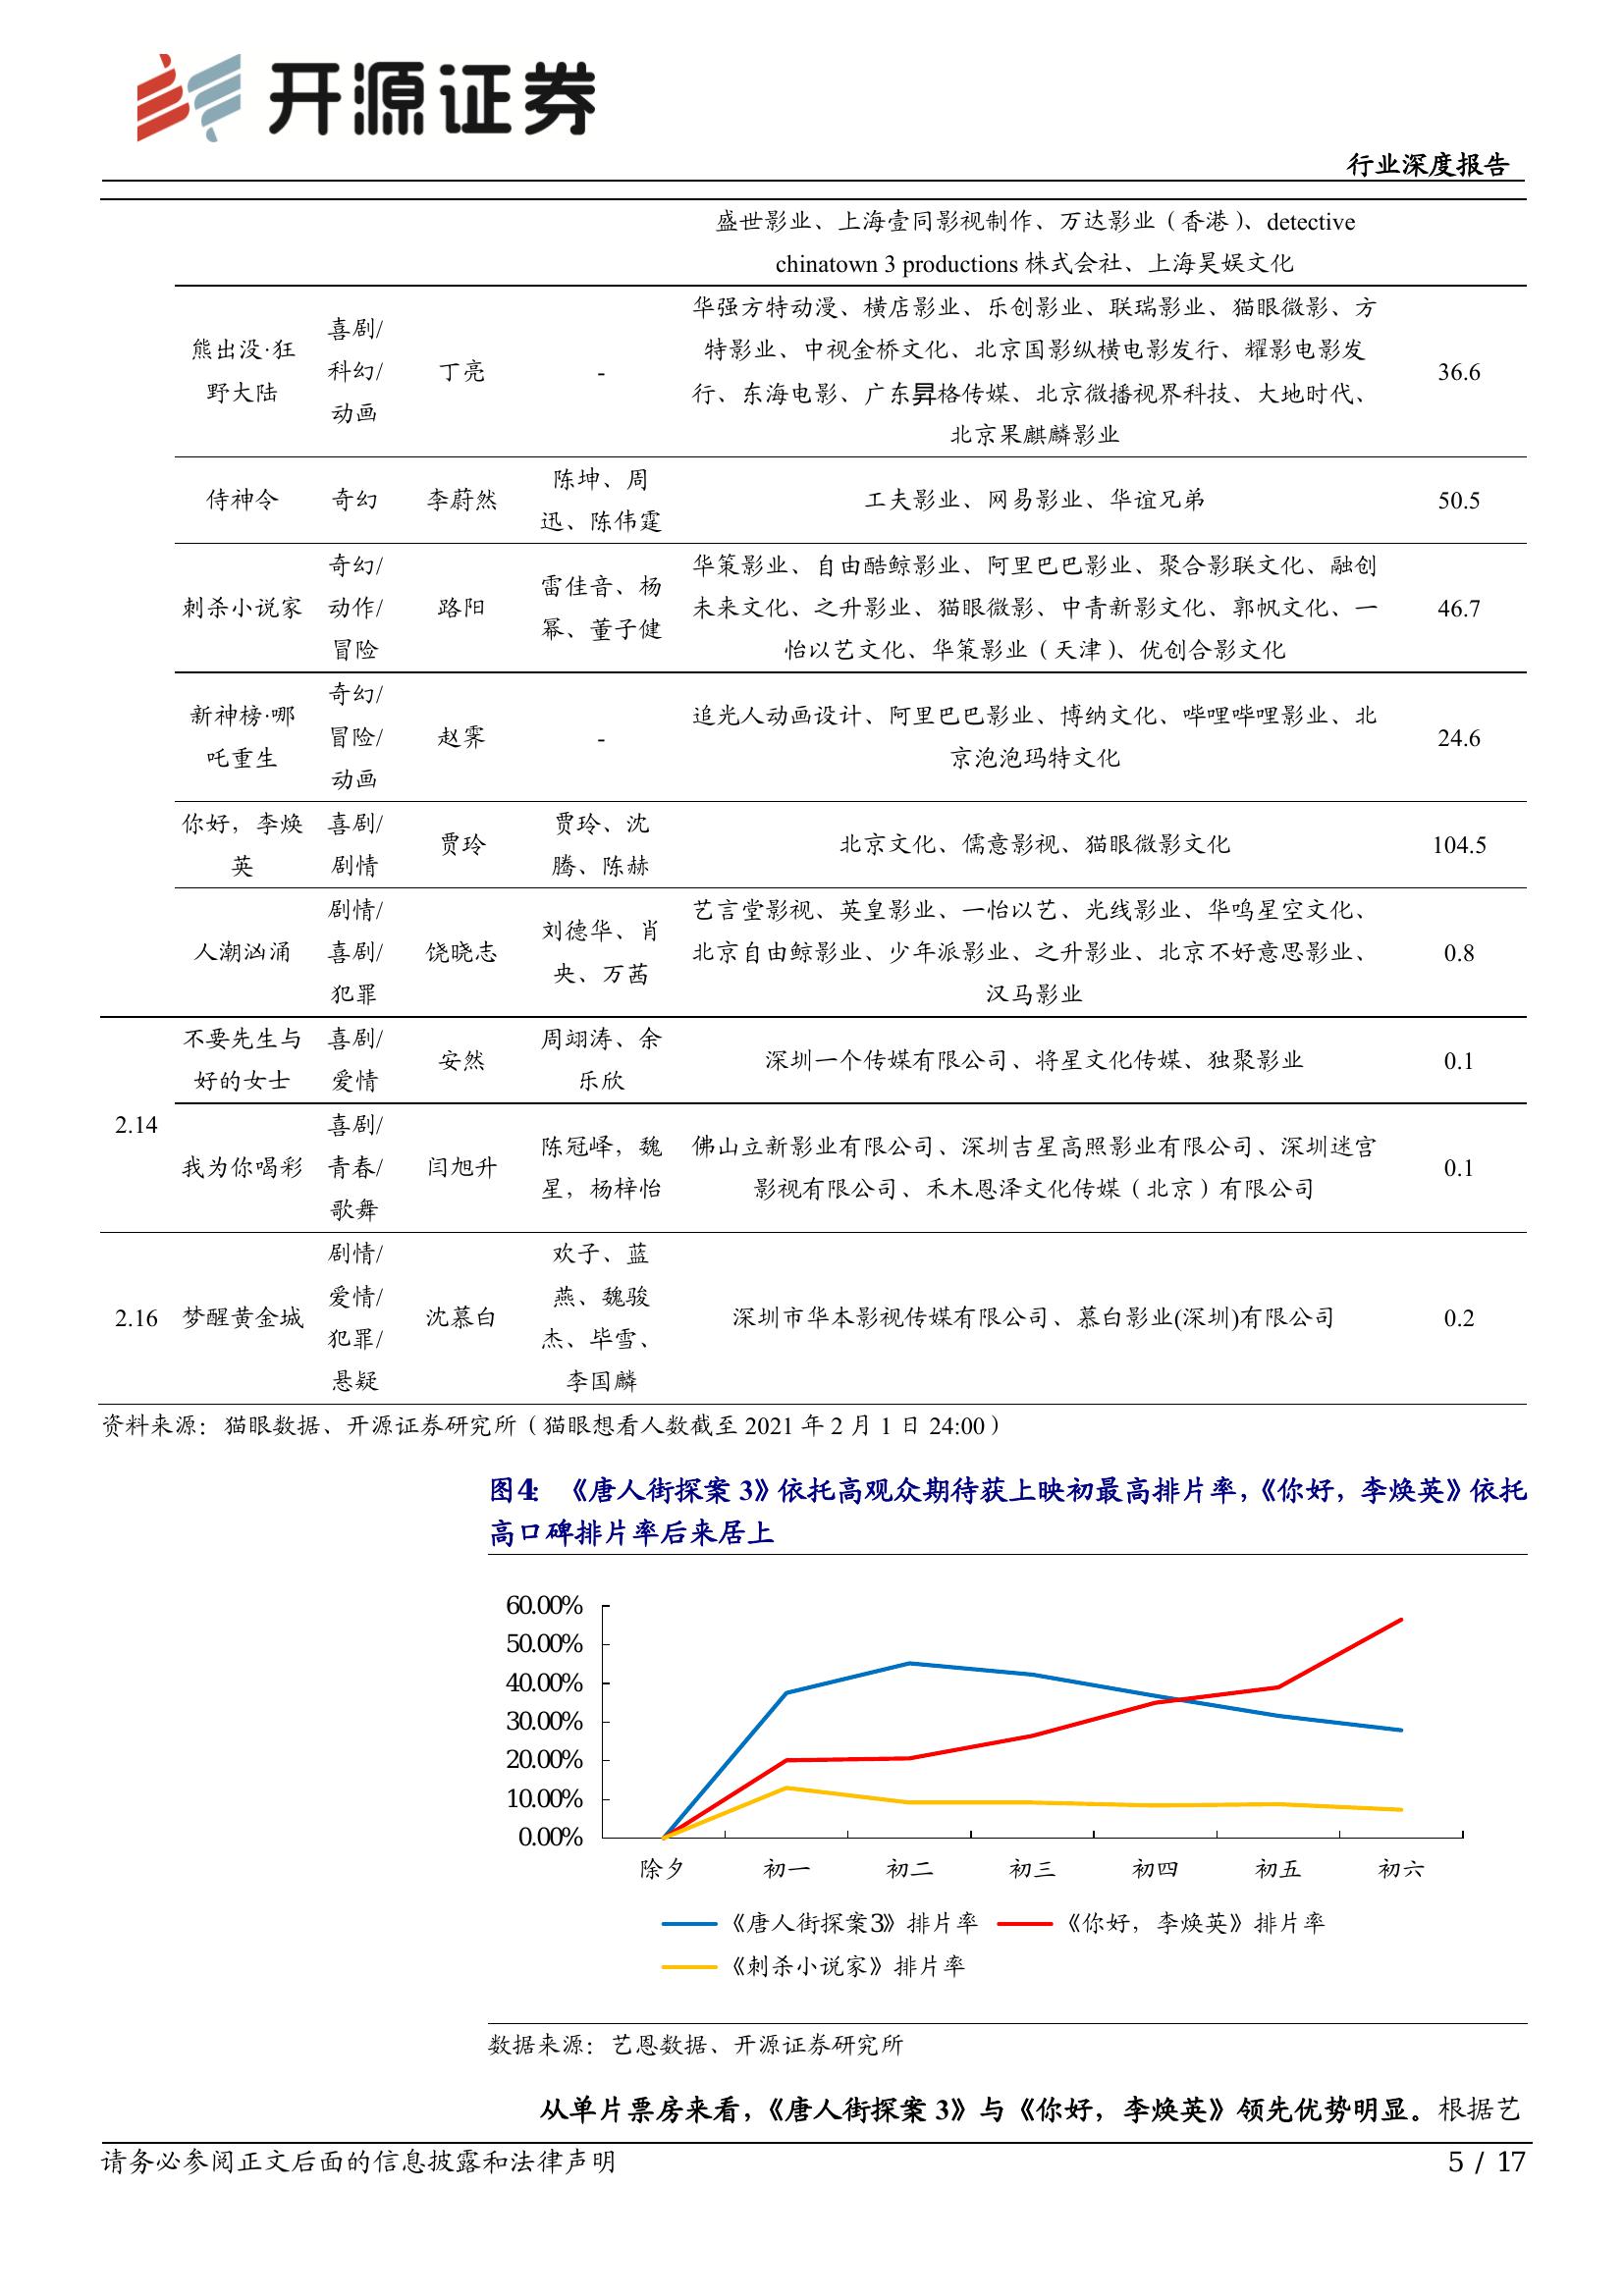 开源证券
行业深度报告
盛世影业、上海壹同影视制作、万达影业（香港）、detective
chinatown 3 productions 株式会社、上海昊娱文化
熊出没·狂
野大陆
喜剧/
科幻/
动画
丁亮
-
华强方特动漫、横店影业、乐创影业、联瑞影业、猫眼微影、方
特影业、中视金桥文化、北京国影纵横电影发行、耀影电影发
行、东海电影、广东昇格传媒、北京微播视界科技、大地时代、
北京果麒麟影业
36.6
侍神令
奇幻
李蔚然
陈坤、周
迅、陈伟霆
工夫影业、网易影业、华谊兄弟
50.5
刺杀小说家
奇幻/
动作/
冒险
路阳
雷佳音、杨
幂、董子健
华策影业、自由酷鲸影业、阿里巴巴影业、聚合影联文化、融创
未来文化、之升影业、猫眼微影、中青新影文化、郭帆文化、一
怡以艺文化、华策影业（天津）、优创合影文化
46.7
新神榜·哪
吒重生
奇幻/
冒险/
动画
赵霁
-
追光人动画设计、阿里巴巴影业、博纳文化、哔哩哔哩影业、北
京泡泡玛特文化
24.6
你好，李焕
英
喜剧/
剧情
贾玲
贾玲、沈
腾、陈赫
北京文化、儒意影视、猫眼微影文化
104.5
人潮汹涌
剧情/
喜剧/
犯罪
饶晓志
刘德华、肖
央、万茜
艺言堂影视、英皇影业、一怡以艺、光线影业、华鸣星空文化、
北京自由鲸影业、少年派影业、之升影业、北京不好意思影业、
汉马影业
0.8
2.14
不要先生与
好的女士
喜剧/
爱情
安然
周翊涛、余
乐欣
深圳一个传媒有限公司、将星文化传媒、独聚影业
0.1
我为你喝彩
喜剧/
青春/
歌舞
闫旭升
陈冠峄，魏
星，杨梓怡
佛山立新影业有限公司、深圳吉星高照影业有限公司、深圳迷宫
影视有限公司、禾木恩泽文化传媒（北京）有限公司
0.1
2.16
梦醒黄金城
剧情/
爱情/
犯罪/
悬疑
沈慕白
欢子、蓝
燕、魏骏
杰、毕雪、
李国麟
深圳市华本影视传媒有限公司、慕白影业(深圳)有限公司
0.2
资料来源：猫眼数据、开源证券研究所（猫眼想看人数截至 2021 年 2 月 1 日 24:00）
图4：《唐人街探案 3》依托高观众期待获上映初最高排片率，《你好，李焕英》依托
高口碑排片率后来居上
60.00%
50.00%
40.00%
30.00%
20.00%
10.00%
0.00%
除夕 初一 初二 初三 初四 初五 初六
《唐人街探案3》排片率 《你好，李焕英》排片率
《刺杀小说家》排片率
数据来源：艺恩数据、开源证券研究所
从单片票房来看，《唐人街探案 3》与《你好，李焕英》领先优势明显。根据艺
请务必参阅正文后面的信息披露和法律声明
5 / 17